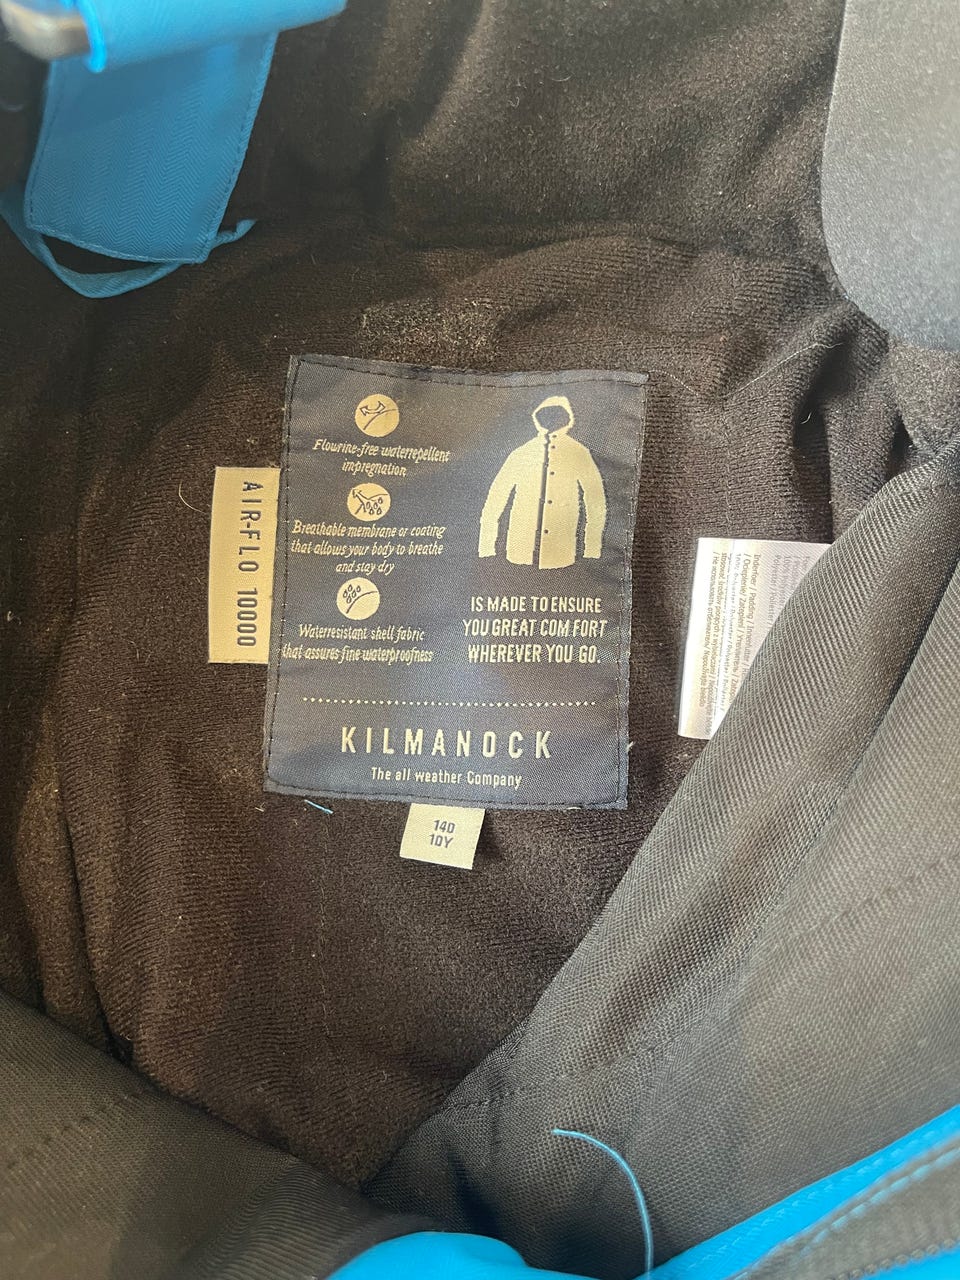 Flourine-free waterrepellent
impregnation
Breathable membrane or coating
that allows your body to breathe
and stay dry
Waterresistant shell fabric
that assures fine waterproofness
IS MADE TO ENSURE
YOU GREAT COMFORT
WHEREVER YOU GO.
KILMANOCK
The all weather Company
AIR-FLO 10000
140
10Y